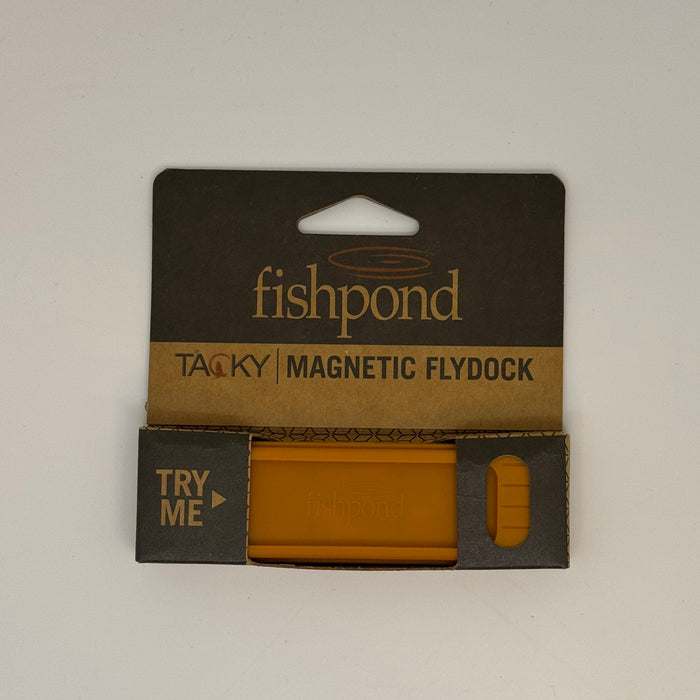 fishpond
TACKY | MAGNETIC FLYDOCK
TRY
ME
fishpond